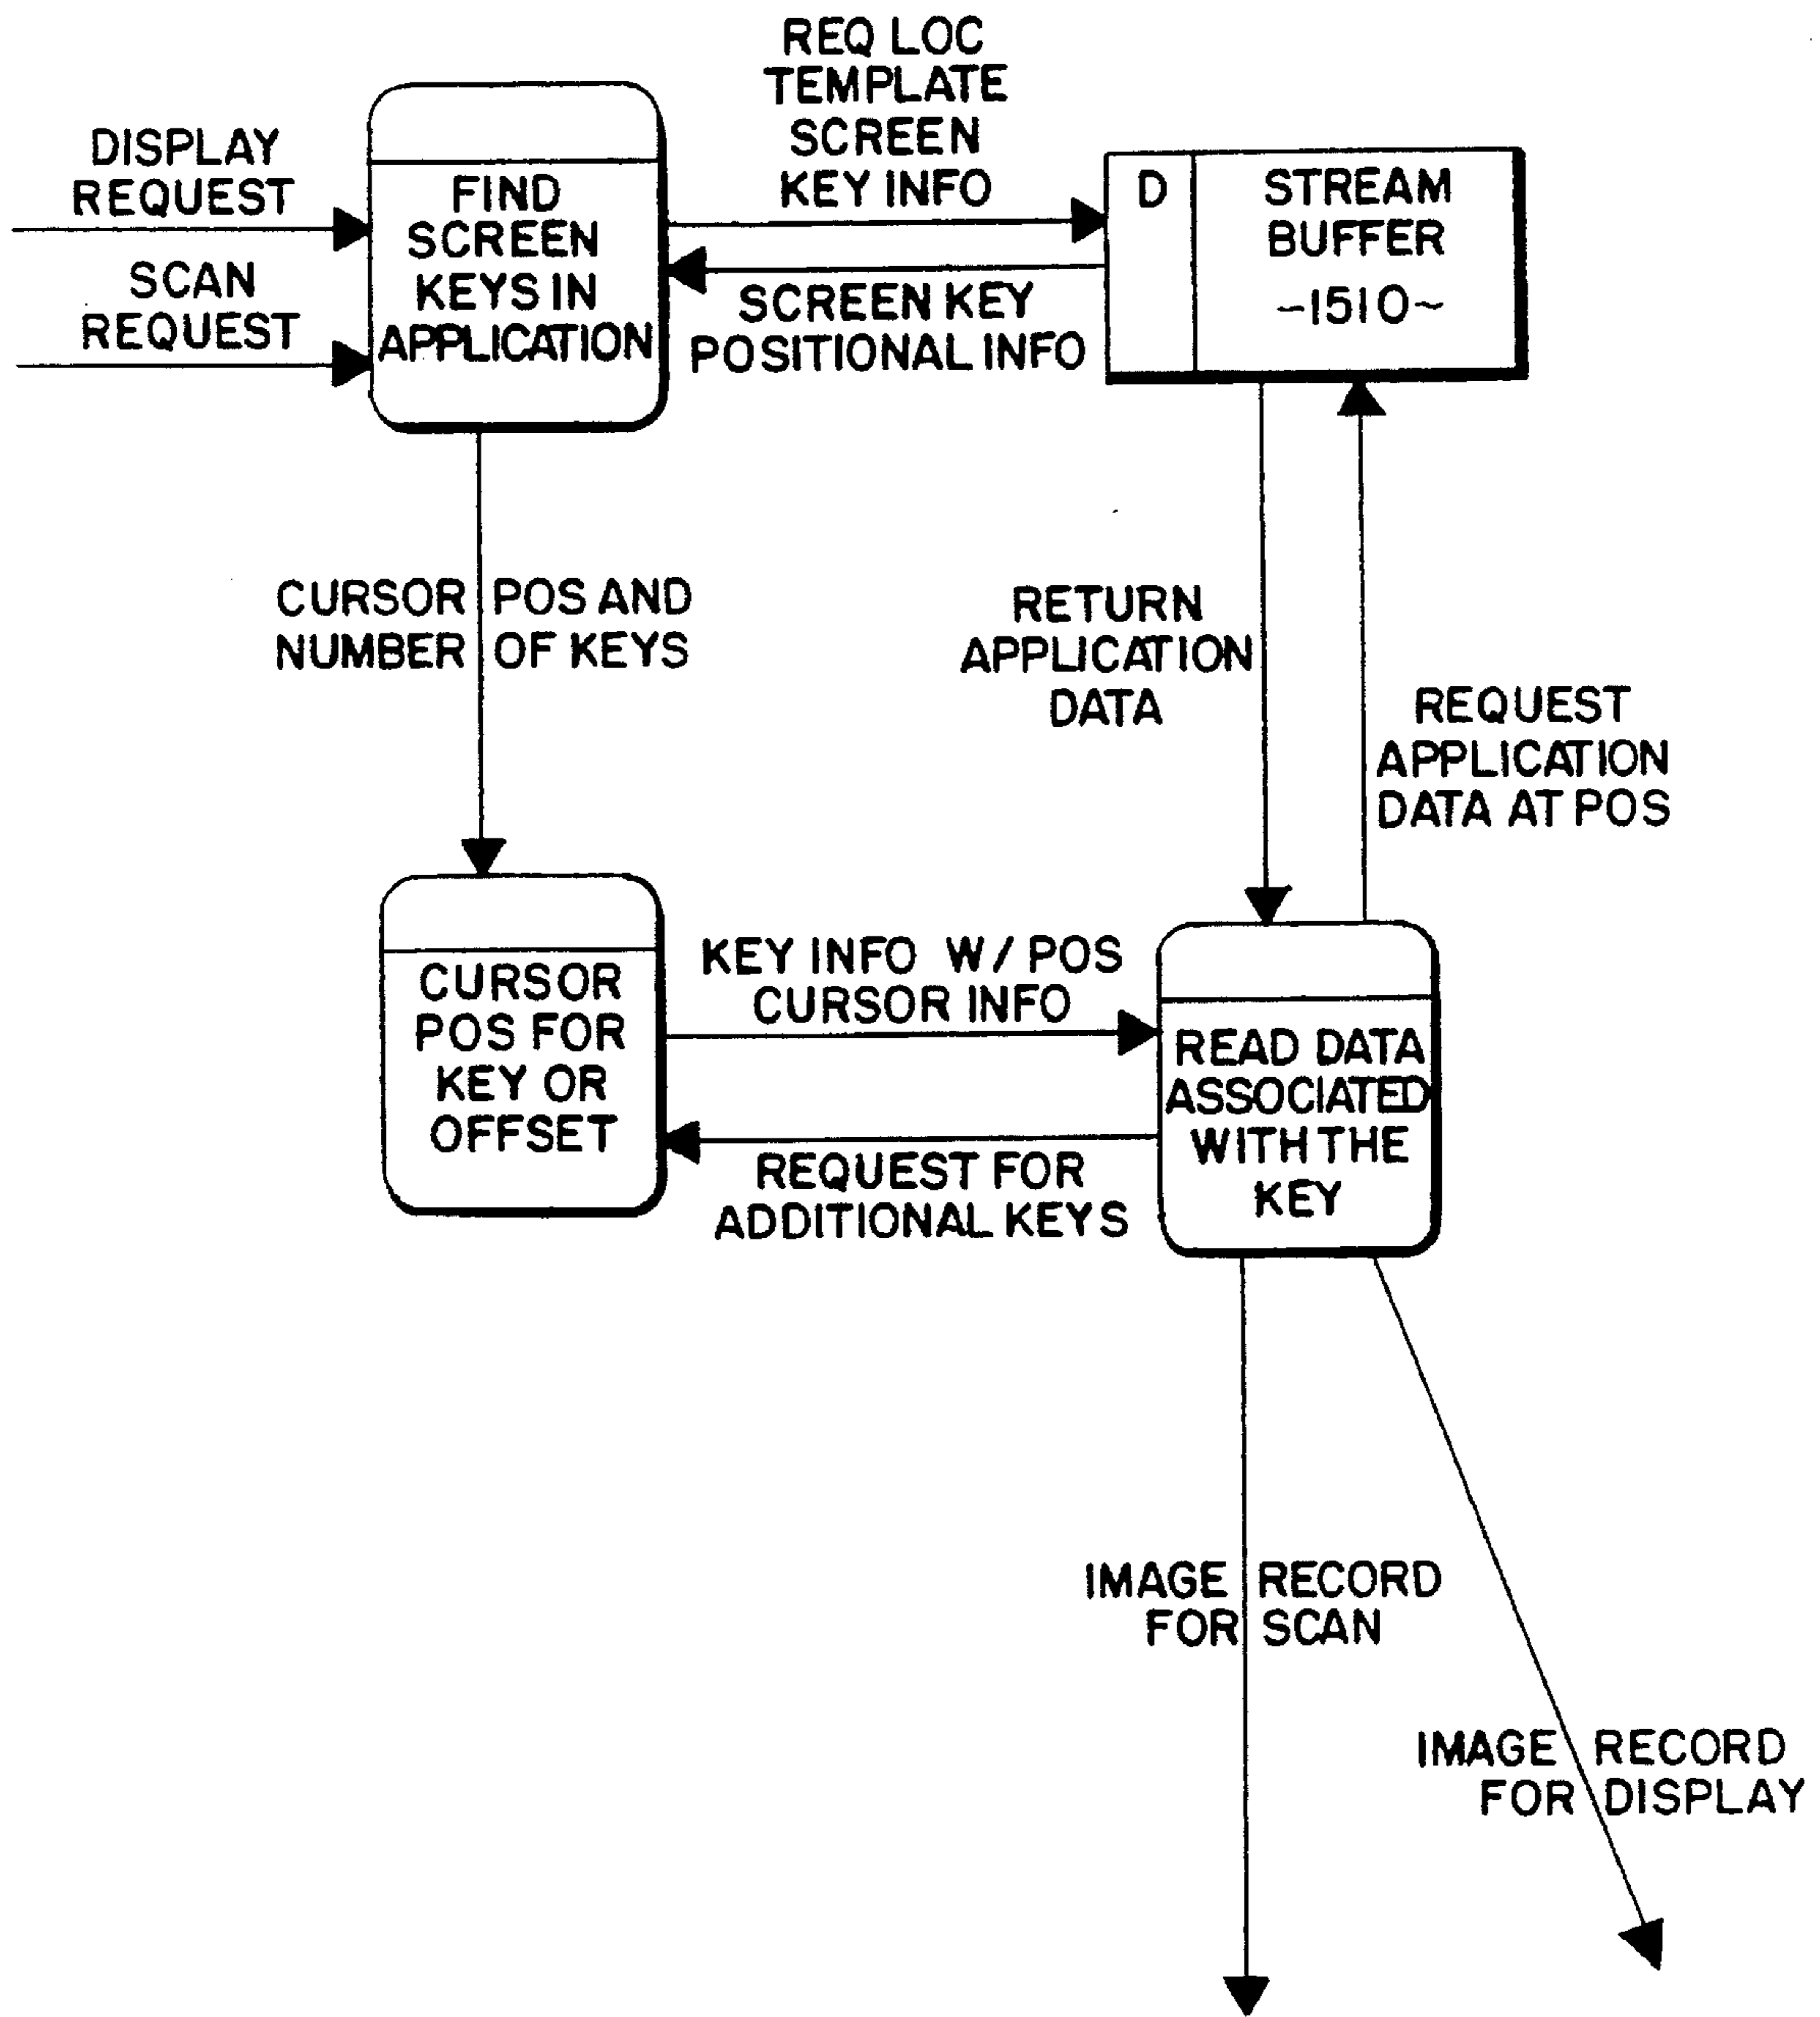 REQ LOC
TEMPLATE
SCREEN
KEY INFO
DISPLAY
REQUEST
SCAN
REQUEST
FIND
SCREEN
KEYS IN
APPLICATION
SCREEN KEY
POSITIONAL INFO
D
STREAM
BUFFER
~1510~
CURSOR POS AND
NUMBER OF KEYS
RETURN
APPLICATION
DATA
REQUEST
APPLICATION
DATA AT POS
CURSOR
POS FOR
KEY OR
OFFSET
KEY INFO W/ POS
CURSOR INFO
REQUEST FOR
ADDITIONAL KEYS
READ DATA
ASSOCIATED
WITH THE
KEY
IMAGE RECORD
FOR SCAN
IMAGE RECORD
FOR DISPLAY